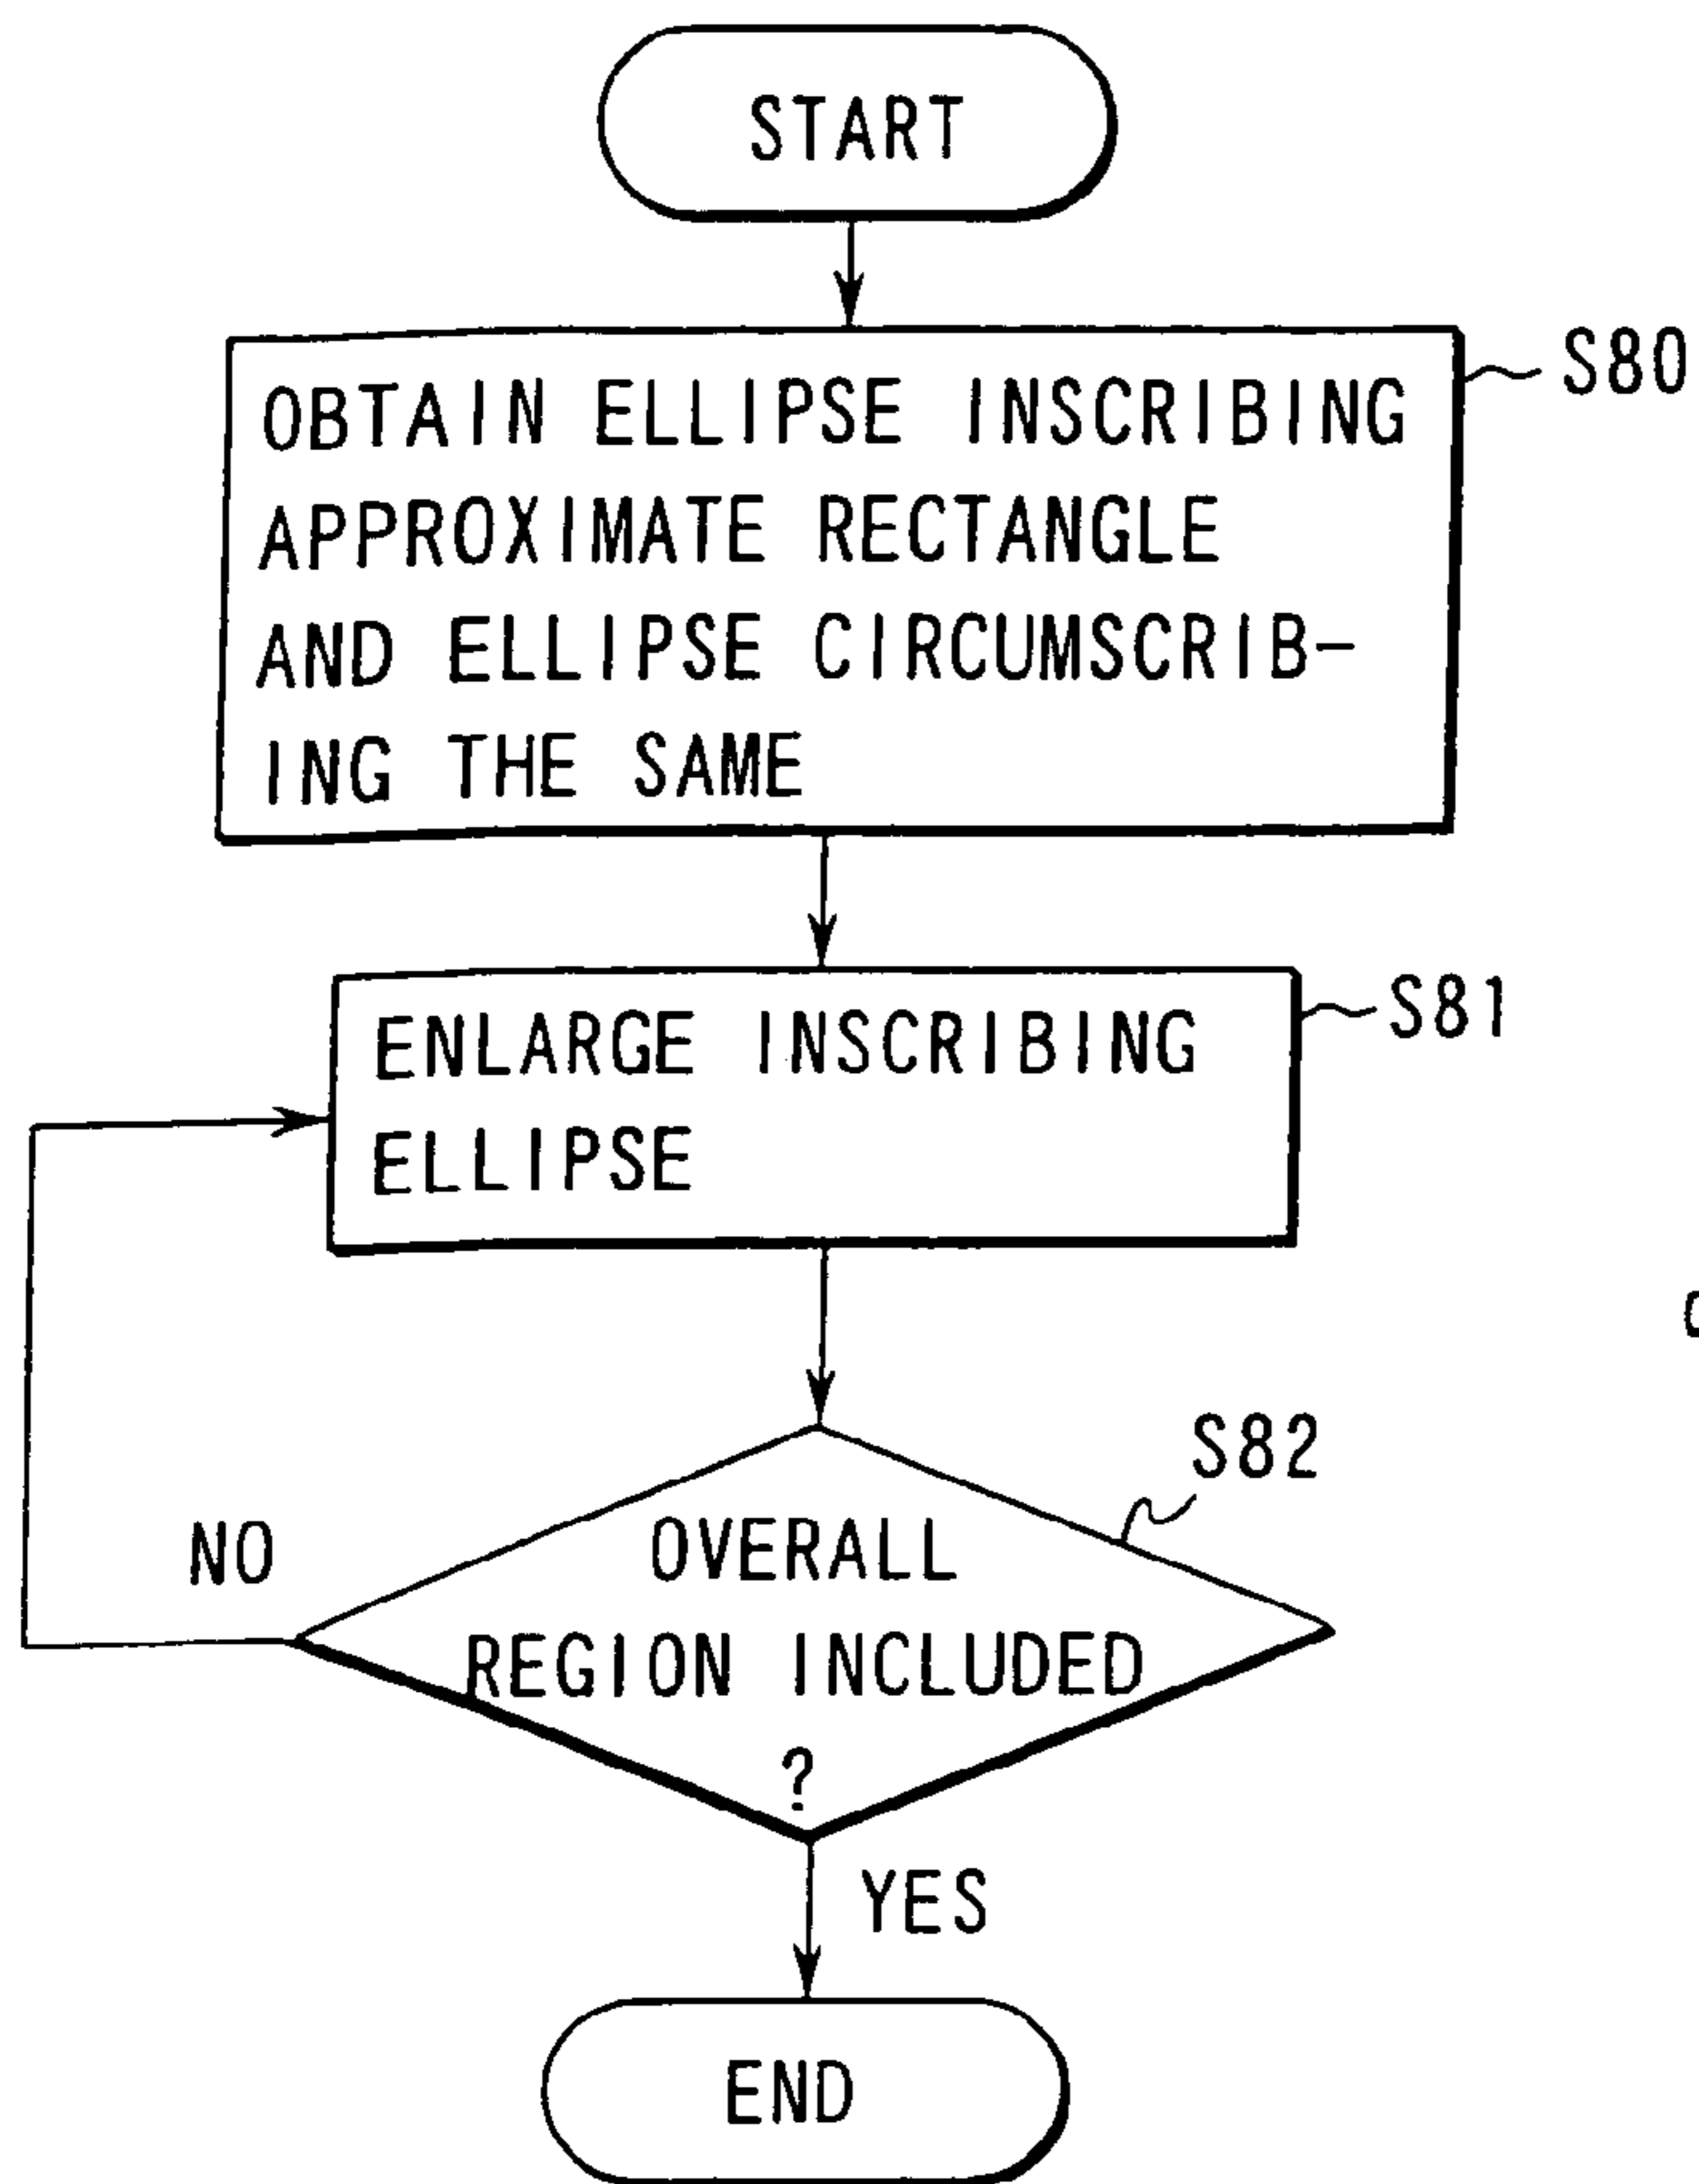 START
S80
OBTAIN ELLIPSE INSCRIBING
APPROXIMATE RECTANGLE
AND ELLIPSE CIRCUMSCRIB-
ING THE SAME
S81
ENLARGE INSCRIBING
ELLIPSE
S82
NO
OVERALL
REGION INCLUDED
?
YES
END